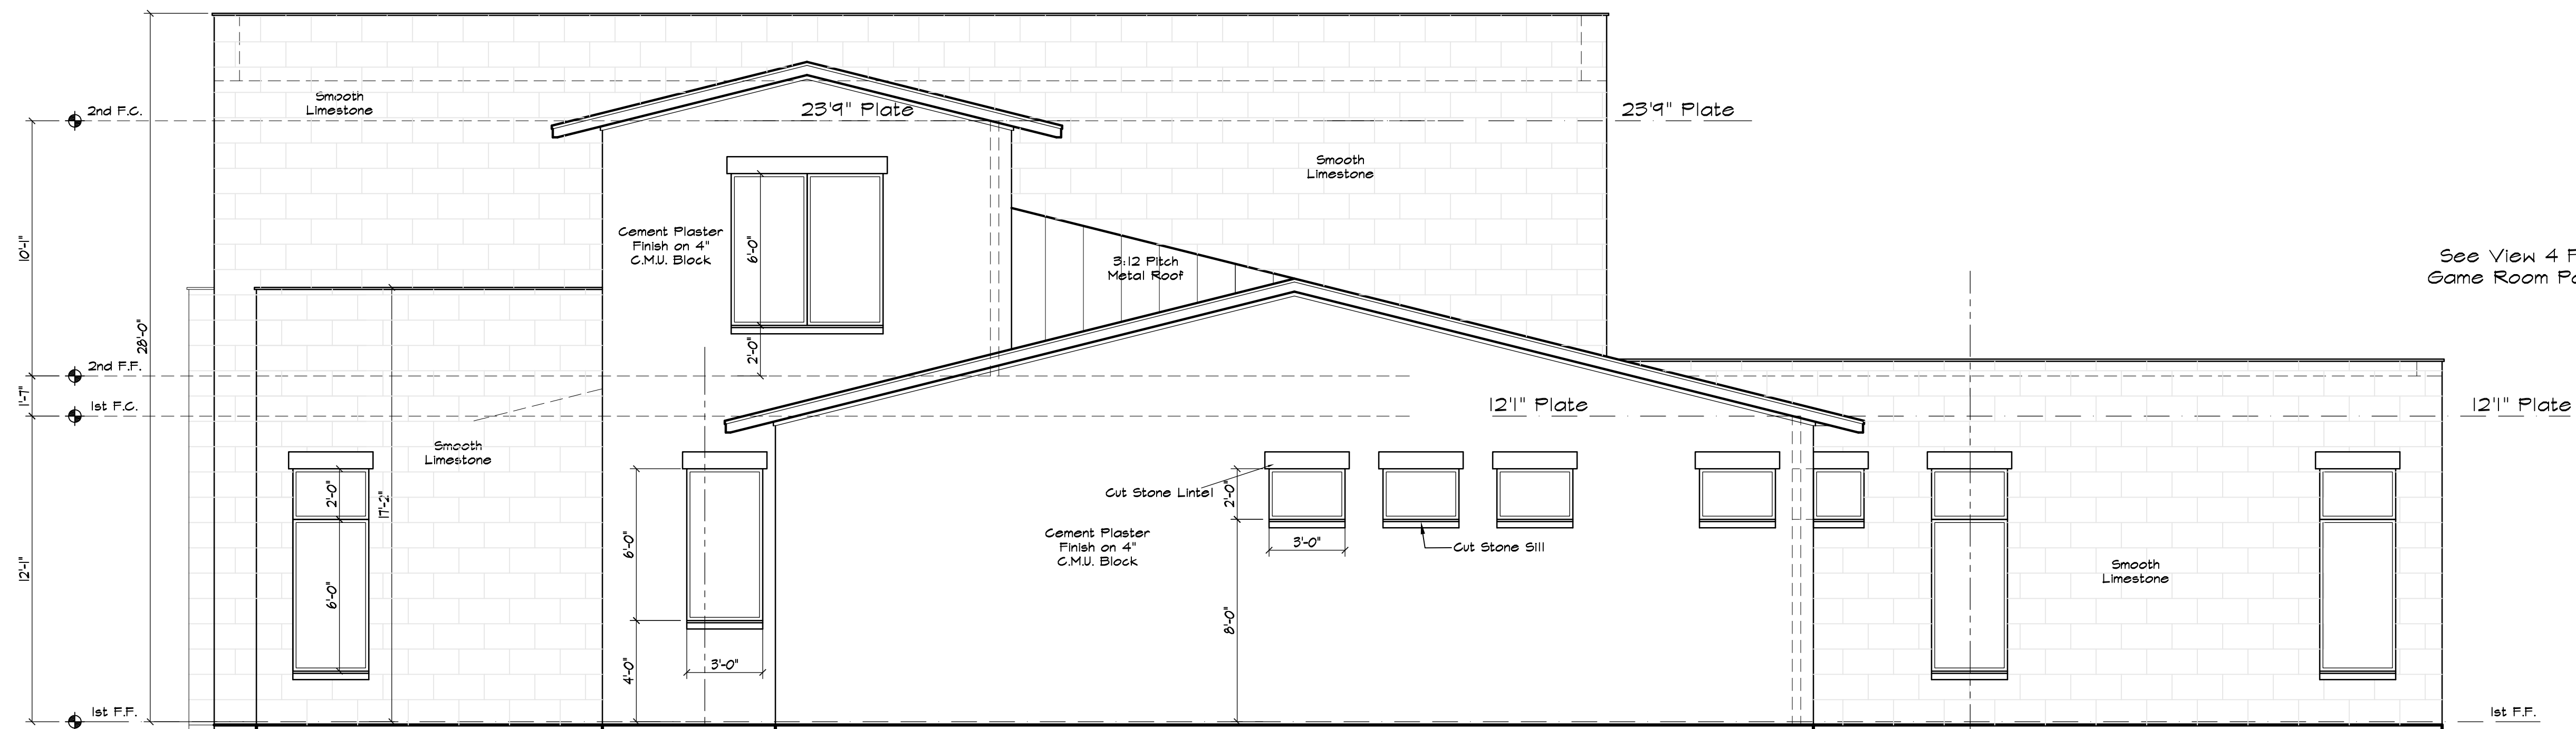 2nd F.C.
Smooth
Limestone
23'9" Plate
23'9" Plate
Smooth
Limestone
Cement Plaster
Finish on 4"
C.M.U. Block
6'-0"
10'-1"
3:12 Pitch
Metal Roof
See View 4 F
Game Room Pa
28'-0"
2'-0"
2nd F.F.
1'-7"
1st F.C.
12'1" Plate
12'1" Plate
Smooth
Limestone
2'-0"
17'-2"
Cut Stone Lintel
2'-0"
6'-0"
Cement Plaster
Finish on 4"
C.M.U. Block
3'-0"
Cut Stone Sill
12'-1"
6'-0"
Smooth
Limestone
8'-0"
3'-0"
4'-0"
1st F.F.
1st F.F.